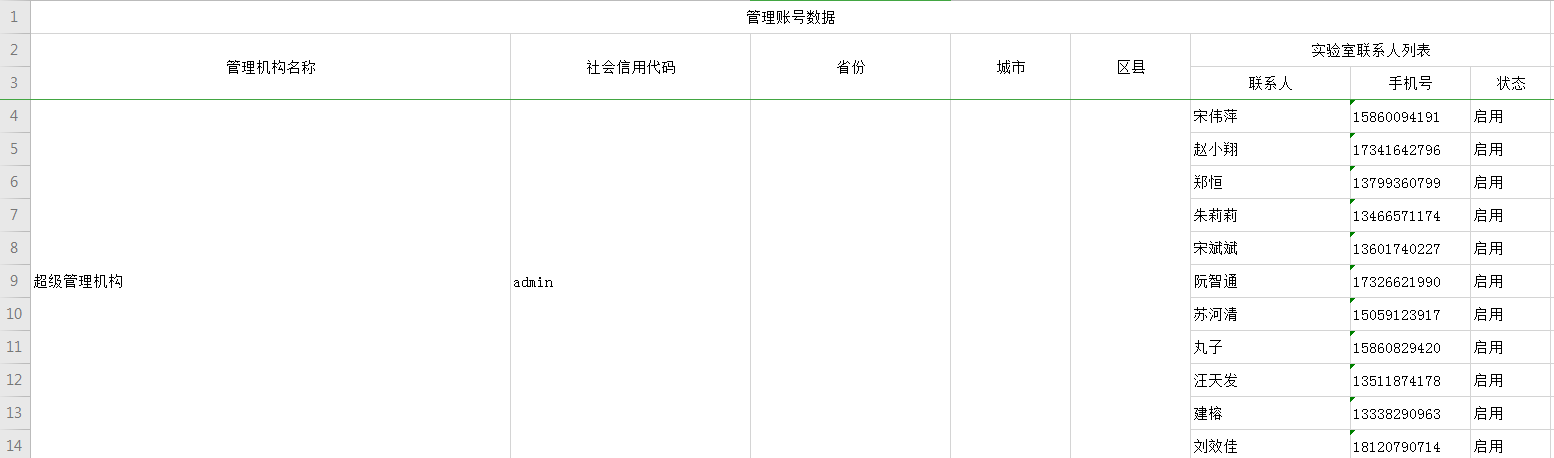 1 管理账号数据
2 管理机构名称 社会信用代码 省份 城市 区县 实验室联系人列表
3 联系人 手机号 状态
4 宋伟萍 15860094191 启用
5 赵小翔 17341642796 启用
6 郑恒 13799360799 启用
7 朱莉莉 13466571174 启用
8 宋斌斌 13601740227 启用
9 超级管理机构 admin 阮智通 17326621990 启用
10 苏河清 15059123917 启用
11 丸子 15860829420 启用
12 汪天发 13511874178 启用
13 建榕 13338290963 启用
14 刘效佳 18120790714 启用